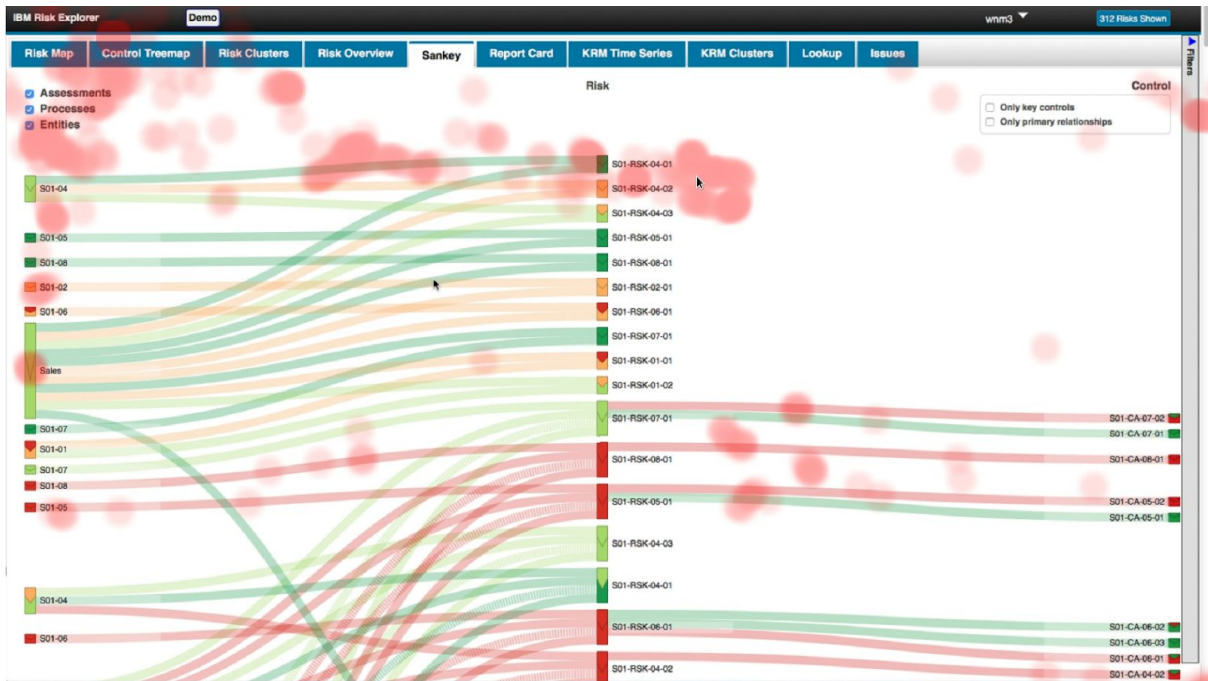 IBM Risk Explorer
Demo
wnm3
312 Risks Shown
Risk Map
Control Treemap
Risk Clusters
Risk Overview
Sankey
Report Card
KRM Time Series
KRM Clusters
Lookup
Issues
Filters
Assessments
Processes
Entities
Risk
Control
Only key controls
Only primary relationships
S01-04
S01-05
S01-08
S01-02
S01-06
Sales
S01-07
S01-01
S01-07
S01-08
S01-05
S01-04
S01-06
S01-RSK-04-01
S01-RSK-04-02
S01-RSK-04-03
S01-RSK-05-01
S01-RSK-08-01
S01-RSK-02-01
S01-RSK-06-01
S01-RSK-07-01
S01-RSK-01-01
S01-RSK-01-02
S01-RSK-07-01
S01-RSK-08-01
S01-RSK-05-01
S01-RSK-04-03
S01-RSK-04-01
S01-RSK-06-01
S01-RSK-04-02
S01-CA-07-02
S01-CA-07-01
S01-CA-08-01
S01-CA-05-02
S01-CA-05-01
S01-CA-06-02
S01-CA-06-03
S01-CA-06-01
S01-CA-04-02